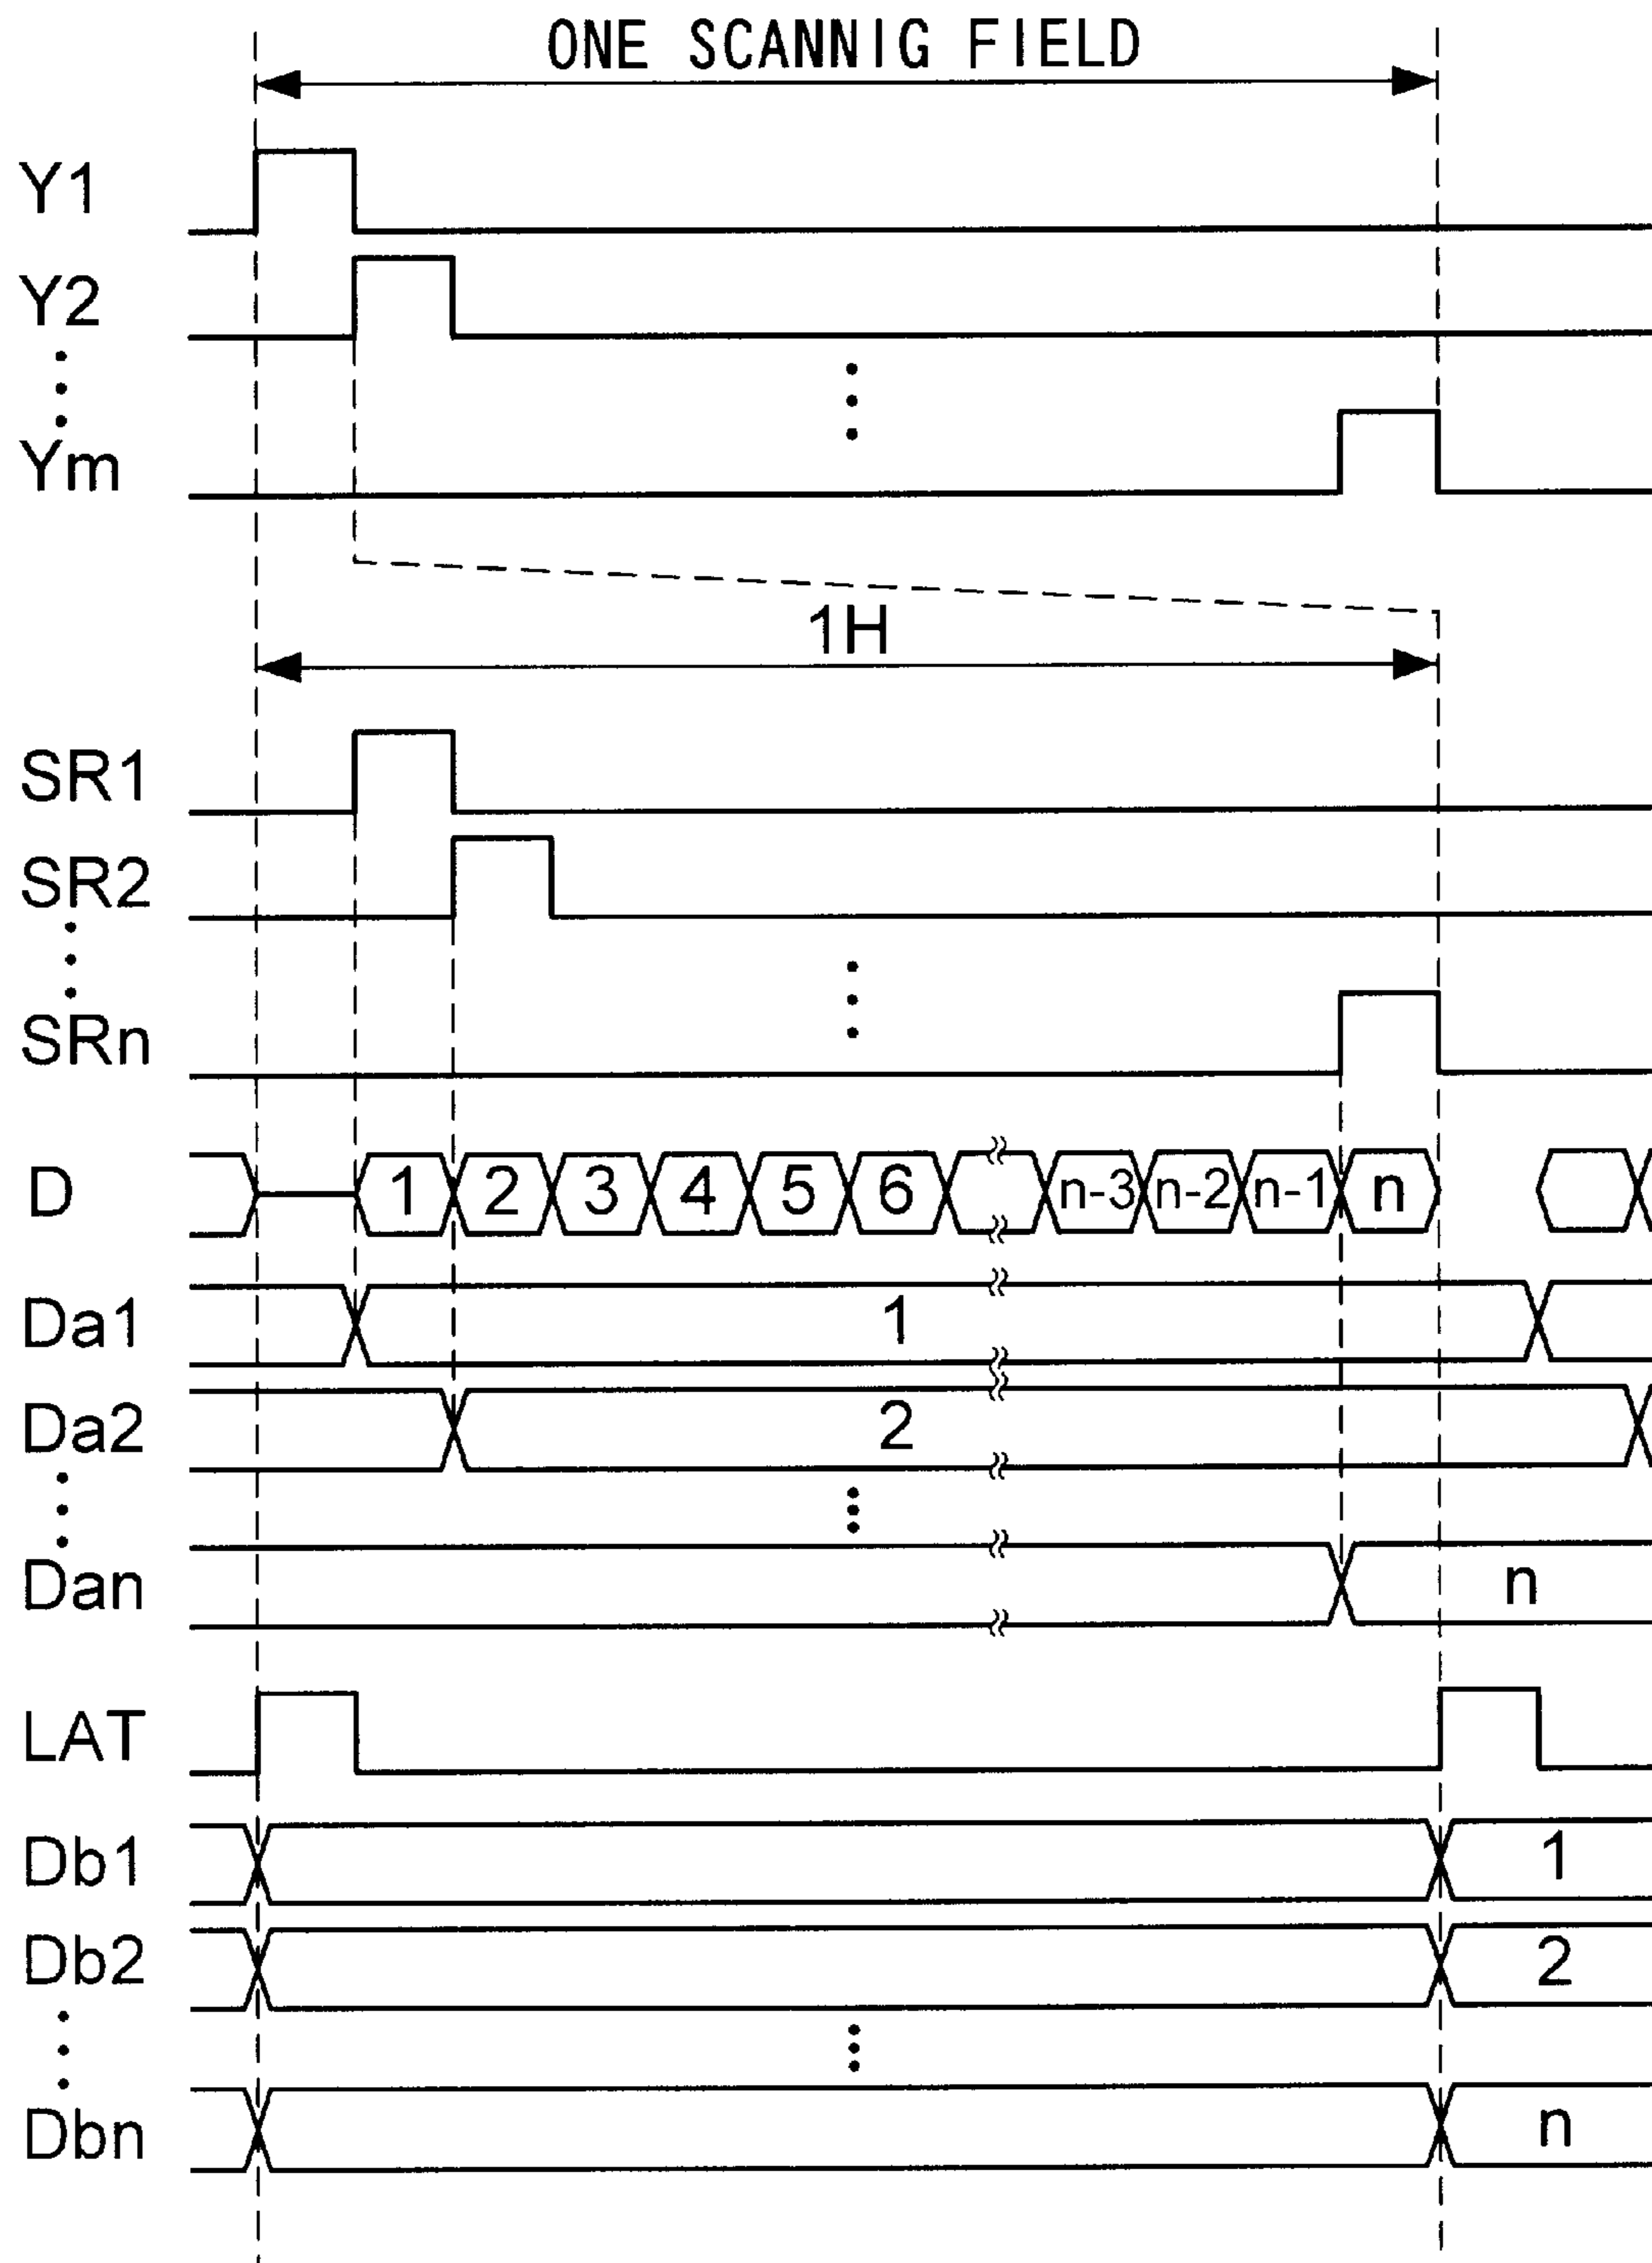 ONE SCANNIG FIELD
Y1
Y2
Ym
1H
SR1
SR2
SRn
D 1 2 3 4 5 6 n-3 n-2 n-1 n
Da1 1
Da2 2
Dan n
LAT
Db1 1
Db2 2
Dbn n